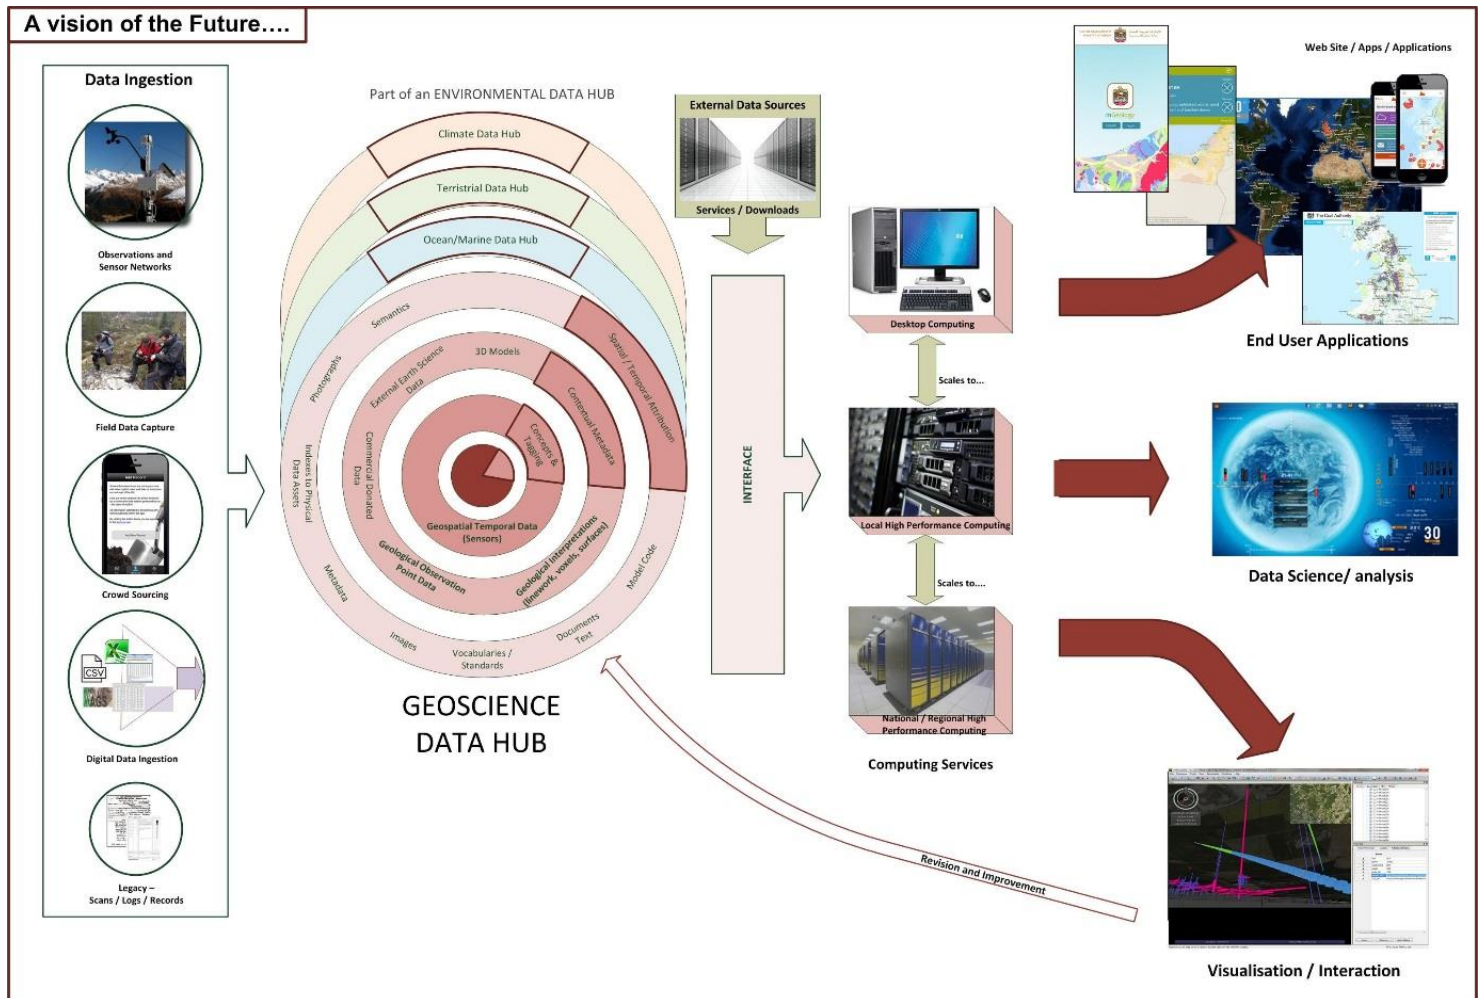 A vision of the Future....
Data Ingestion
Observations and
Sensor Networks
Field Data Capture
Crowd Sourcing
CSV
Digital Data Ingestion
Legacy –
Scans / Logs / Records
Part of an ENVIRONMENTAL DATA HUB
Climate Data Hub
Terristrial Data Hub
Ocean/Marine Data Hub
Semantics
Spatial / Temporal Attribution
Photographs
Indexes to Physical
Data Assets
Metadata
Images
Vocabularies /
Standards
Documents
Text
Model Code
3D Models
External Earth Science
Data
Contextual Metadata
Commercial Donated
Data
Geological Observation
Point Data
Geological Interpretations
(linework, voxels, surfaces)
Concepts &
Tagging
Geospatial Temporal Data
(Sensors)
GEOSCIENCE
DATA HUB
External Data Sources
Services / Downloads
INTERFACE
Desktop Computing
Scales to...
Local High Performance Computing
Scales to....
National / Regional High
Performance Computing
Computing Services
Web Site / Apps / Applications
mGeology
The Coal Authority
End User Applications
30
Data Science/ analysis
Revision and Improvement
Visualisation / Interaction